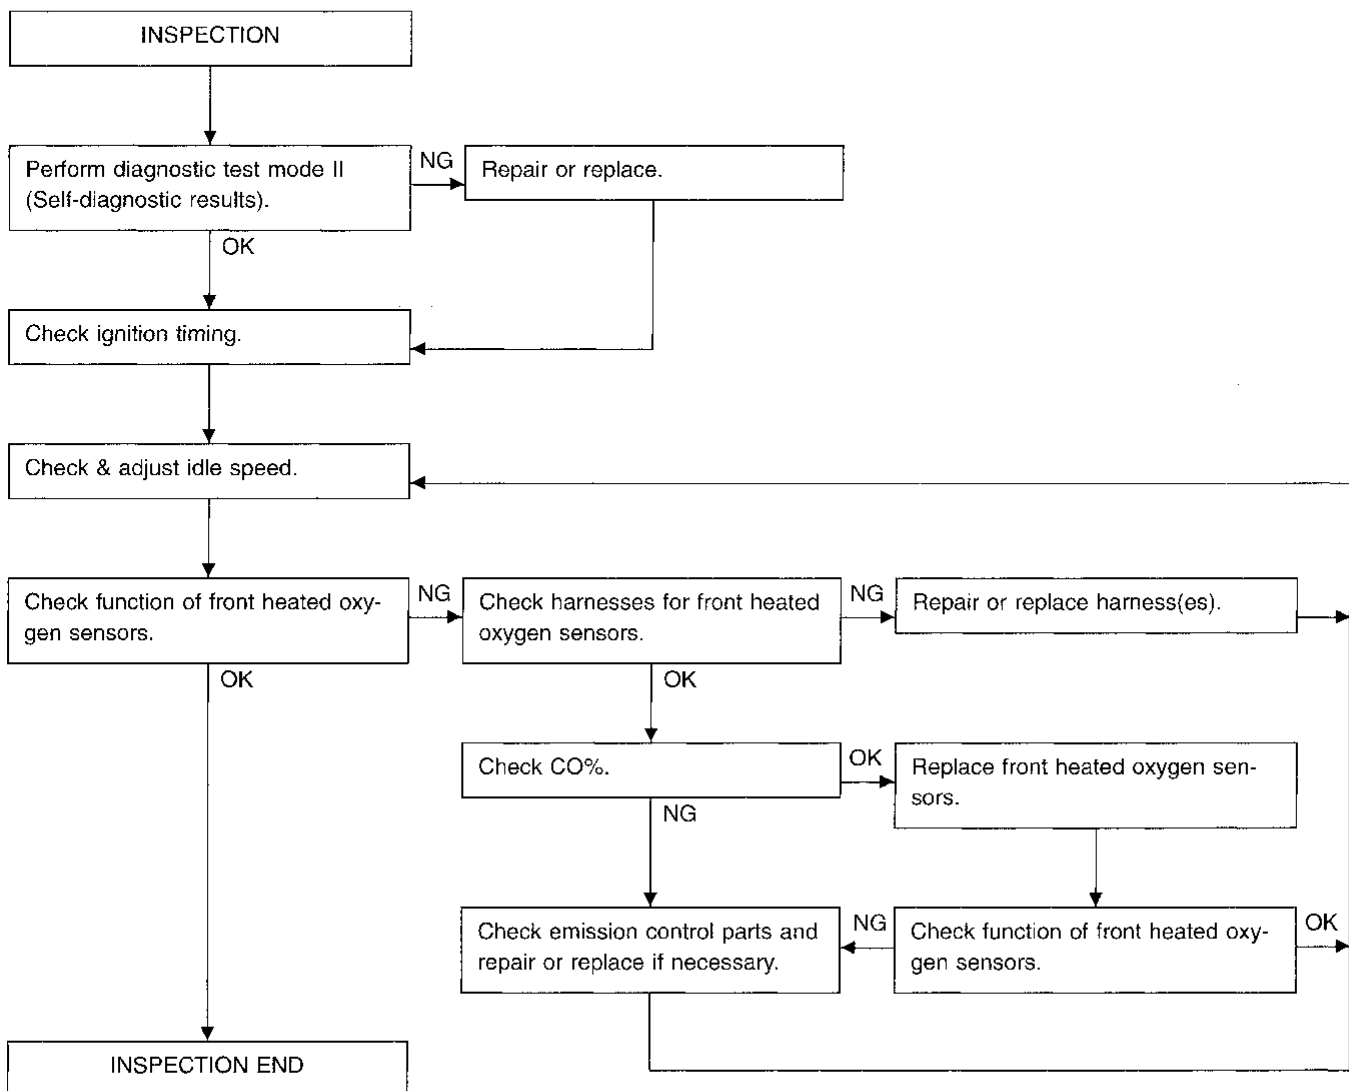 INSPECTION
Perform diagnostic test mode II
(Self-diagnostic results).
NG
Repair or replace.
OK
Check ignition timing.
Check & adjust idle speed.
Check function of front heated oxy-
gen sensors.
NG
Check harnesses for front heated
oxygen sensors.
NG
Repair or replace harness(es).
OK
OK
Check CO%.
OK
Replace front heated oxygen sen-
sors.
NG
Check emission control parts and
repair or replace if necessary.
NG
Check function of front heated oxy-
gen sensors.
OK
INSPECTION END